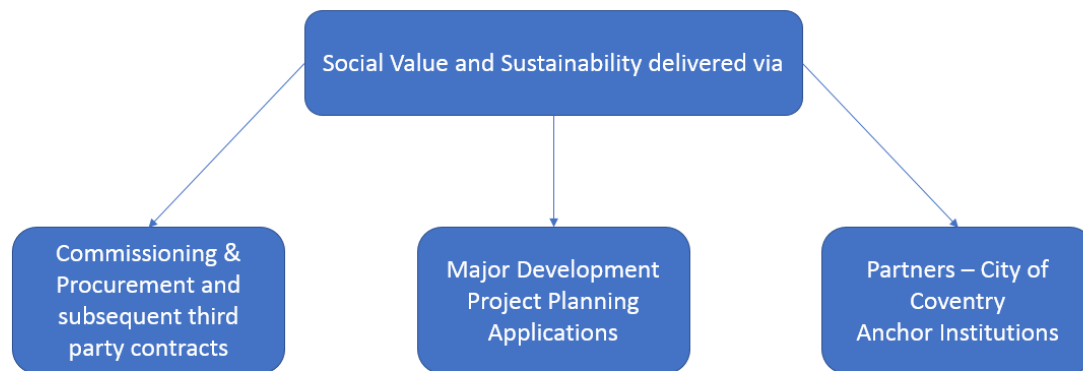 Social Value and Sustainability delivered via
Commissioning &
Procurement and
subsequent third
party contracts
Major Development
Project Planning
Applications
Partners – City of
Coventry
Anchor Institutions